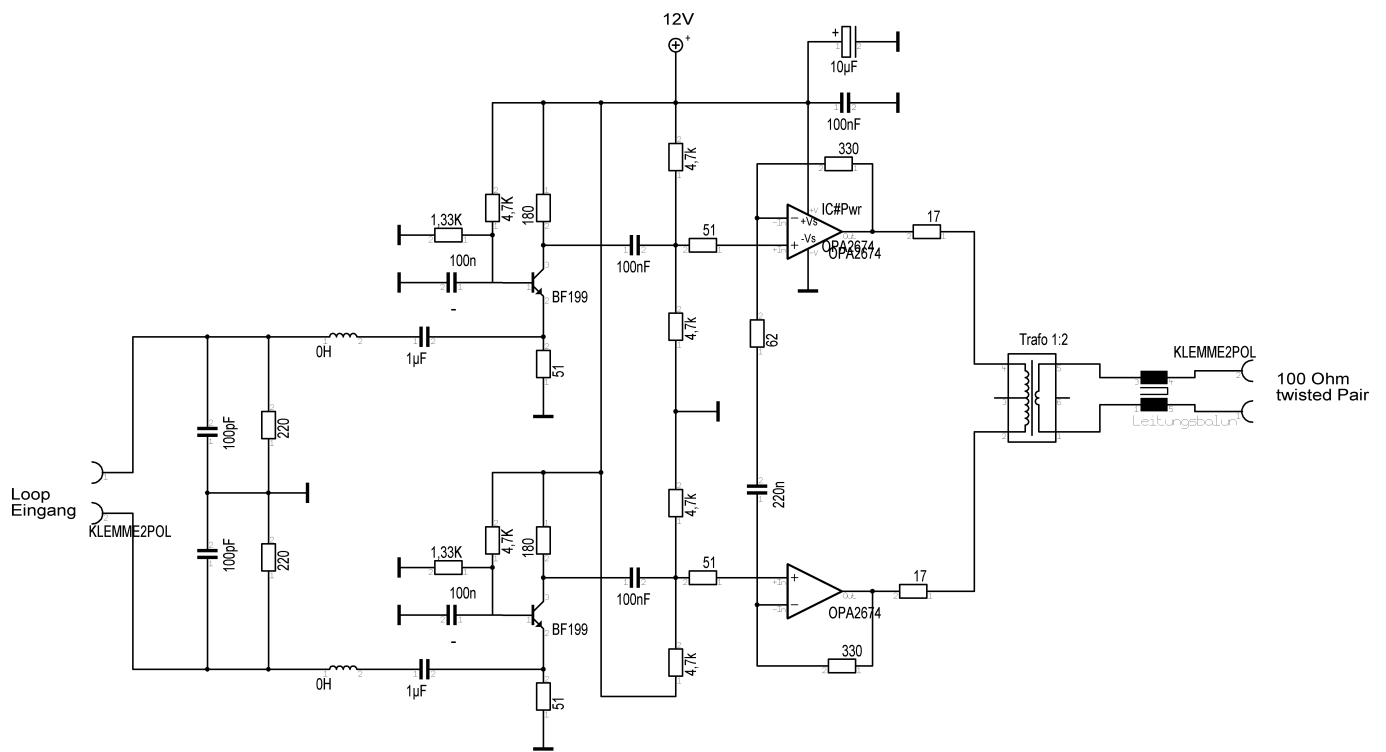 12V
+
+
10µF
100nF
330
4,7k
4,7K
180
IC#Pwr
+Vs
-Vs
OPA2674
OPA2674
17
1,33K
51
100n
100nF
BF199
-
4,7k
62
0H
1µF
51
Trafo 1:2
KLEMME2POL
100 Ohm
twisted Pair
Leitungsbalun
100pF
220
Loop
Eingang
KLEMME2POL
100pF
220
4,7k
220n
4,7K
180
1,33K
51
17
100n
100nF
OPA2674
BF199
-
330
4,7k
0H
1µF
51